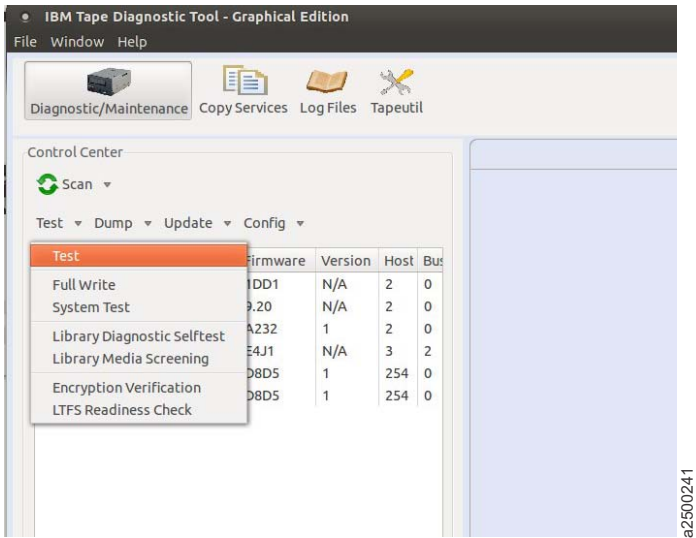 IBM Tape Diagnostic Tool - Graphical Edition
File Window Help
Diagnostic/Maintenance Copy Services Log Files Tapeutil
Control Center
Scan
Test Dump Update Config
Test
Full Write
System Test
Library Diagnostic Selftest
Library Media Screening
Encryption Verification
LTFS Readiness Check
Firmware Version Host Bus
1DD1 N/A 2 0
9.20 N/A 2 0
A232 1 2 0
E4J1 N/A 3 2
D8D5 1 254 0
D8D5 1 254 0
a2500241